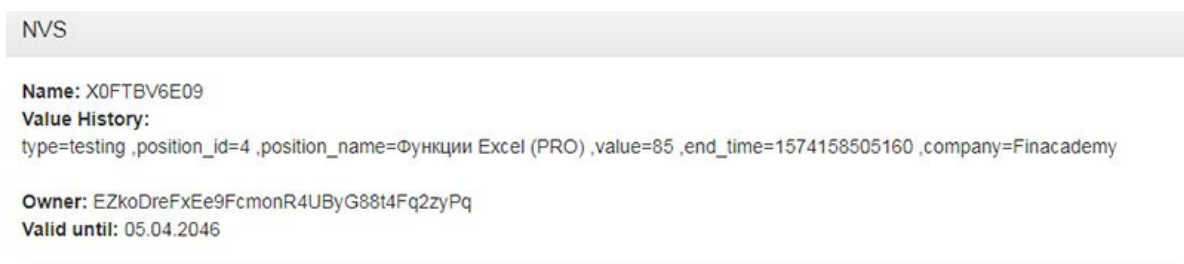 NVS
Name: X0FTBV6E09
Value History:
type=testing ,position_id=4 ,position_name=Функции Excel (PRO) ,value=85 ,end_time=1574158505160 ,company=Finacademy
Owner: EZkoDreFxEe9FcmonR4UByG88t4Fq2zyPq
Valid until: 05.04.2046